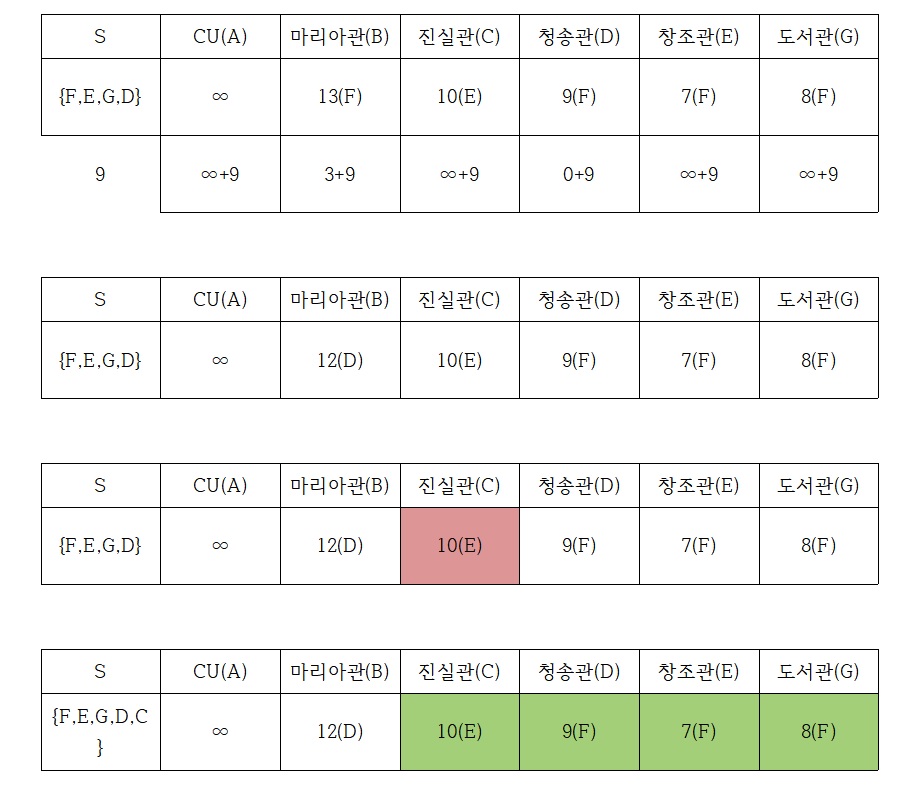 S CU(A) 마리아관(B) 진실관(C) 청송관(D) 창조관(E) 도서관(G)
{F,E,G,D} ∞ 13(F) 10(E) 9(F) 7(F) 8(F)
9 ∞+9 3+9 ∞+9 0+9 ∞+9 ∞+9
S CU(A) 마리아관(B) 진실관(C) 청송관(D) 창조관(E) 도서관(G)
{F,E,G,D} ∞ 12(D) 10(E) 9(F) 7(F) 8(F)
S CU(A) 마리아관(B) 진실관(C) 청송관(D) 창조관(E) 도서관(G)
{F,E,G,D} ∞ 12(D) 10(E) 9(F) 7(F) 8(F)
S CU(A) 마리아관(B) 진실관(C) 청송관(D) 창조관(E) 도서관(G)
{F,E,G,D,C
} ∞ 12(D) 10(E) 9(F) 7(F) 8(F)